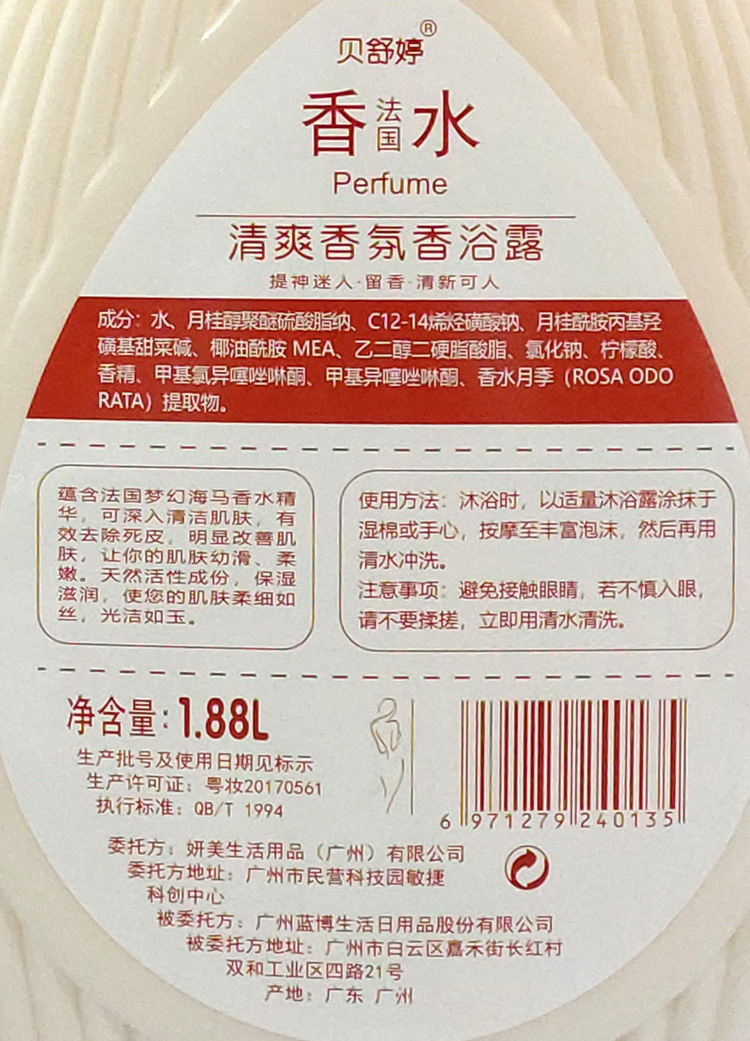 贝舒婷®
香法国水
Perfume
清爽香氛香浴露
提神迷人·留香·清新可人
成分：水、月桂醇聚醚硫酸脂纳、C12-14烯烃磺酸钠、月桂酰胺丙基羟
磺基甜菜碱、椰油酰胺 MEA、乙二醇二硬脂酸脂、氯化钠、柠檬酸、
香精、甲基氯异噻唑啉酮、甲基异噻唑啉酮、香水月季（ROSA ODO
RATA）提取物。
蕴含法国梦幻海马香水精
华，可深入清洁肌肤，有
效去除死皮，明显改善肌
肤，让你的肌肤幼滑、柔
嫩。天然活性成份，保湿
滋润，使您的肌肤柔细如
丝，光洁如玉。
使用方法：沐浴时，以适量沐浴露涂抹于
湿棉或手心，按摩至丰富泡沫，然后再用
清水冲洗。
注意事项：避免接触眼睛，若不慎入眼，
请不要揉搓，立即用清水清洗。
净含量：1.88L
生产批号及使用日期见标示
生产许可证：粤妆20170561
执行标准：QB/T 1994
6 971279 240135
委托方：妍美生活用品（广州）有限公司
委托方地址：广州市民营科技园敏捷
科创中心
被委托方：广州蓝博生活日用品股份有限公司
被委托方地址：广州市白云区嘉禾街长红村
双和工业区四路21号
产地：广东 广州